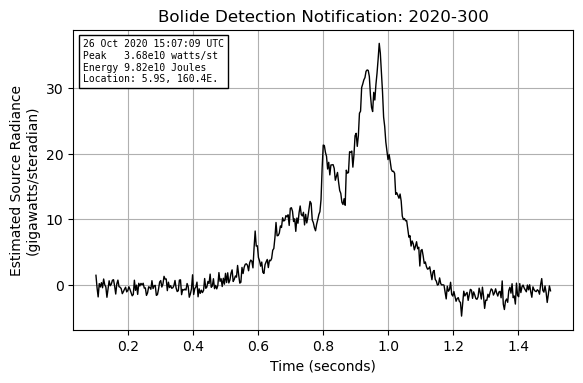 Bolide Detection Notification: 2020-300
26 Oct 2020 15:07:09 UTC
Peak   3.68e10 watts/st
Energy 9.82e10 Joules
Location: 5.9S, 160.4E.
Estimated Source Radiance
(gigawatts/steradian)
30
20
10
0
0.2 0.4 0.6 0.8 1.0 1.2 1.4
Time (seconds)